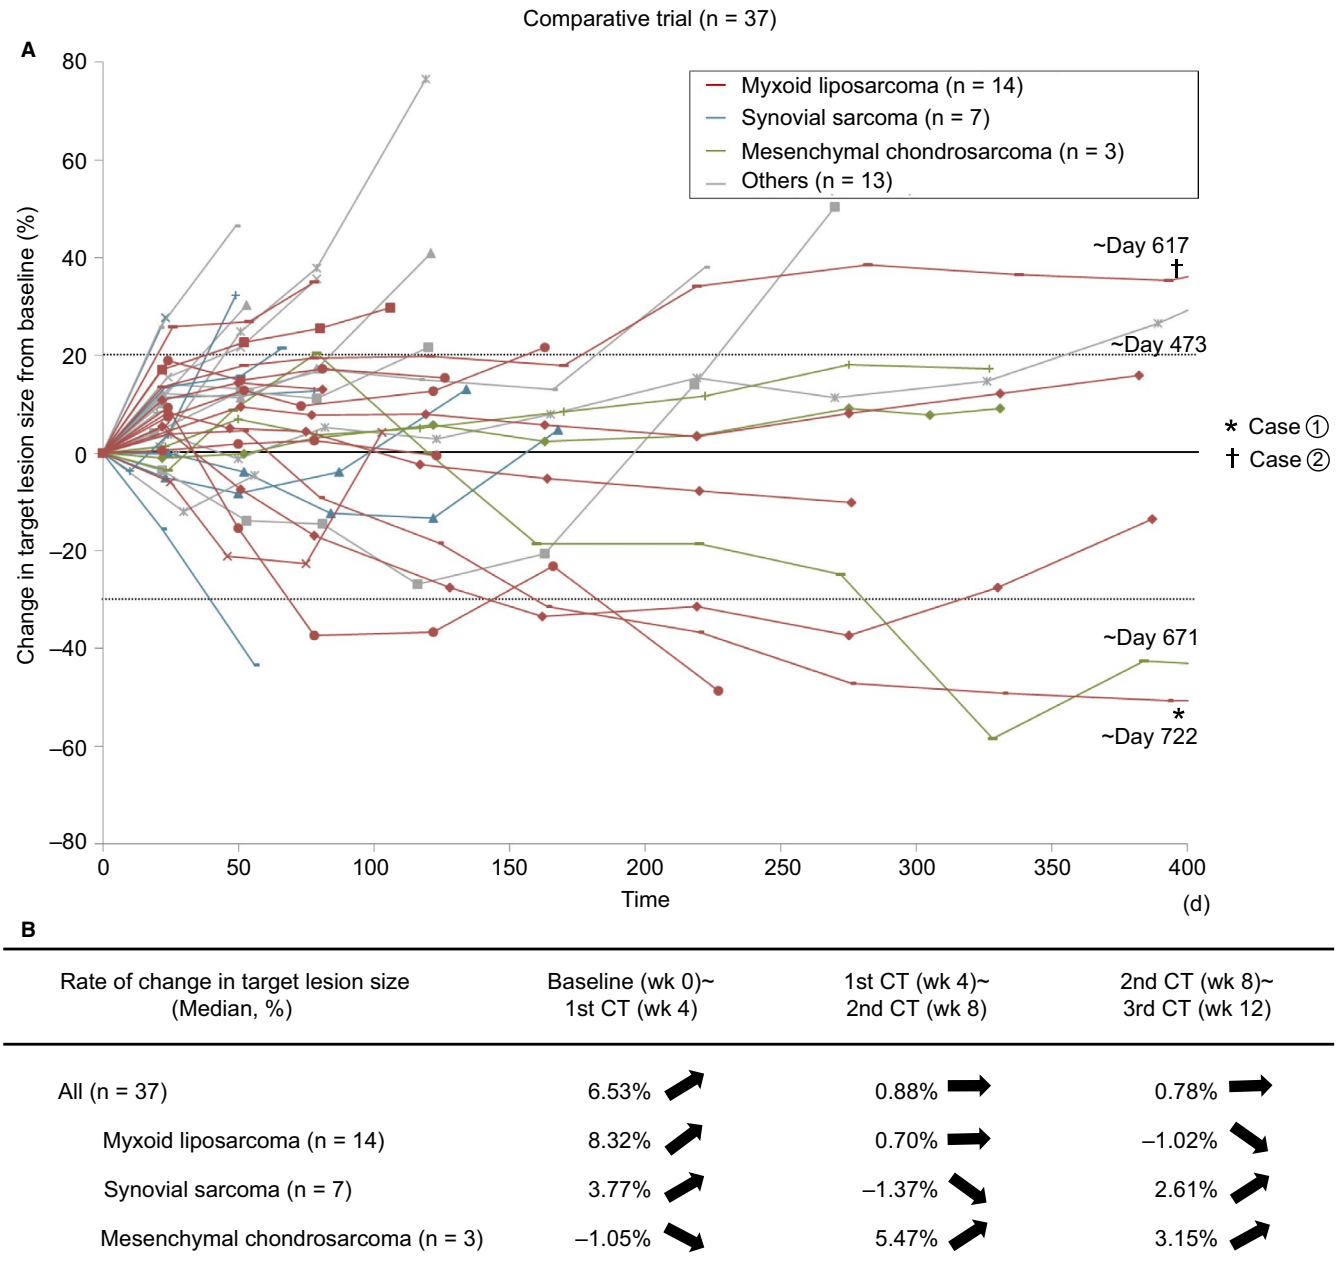 Comparative trial (n = 37)
A
Change in target lesion size from baseline (%)
80
60
40
20
0
–20
–40
–60
–80
Myxoid liposarcoma (n = 14)
Synovial sarcoma (n = 7)
Mesenchymal chondrosarcoma (n = 3)
Others (n = 13)
~Day 617
†
~Day 473
* Case ①
† Case ②
~Day 671
*
~Day 722
0 50 100 150 200 250 300 350 400
Time
(d)
B
Rate of change in target lesion size Baseline (wk 0)~ 1st CT (wk 4)~ 2nd CT (wk 8)~
(Median, %) 1st CT (wk 4) 2nd CT (wk 8) 3rd CT (wk 12)
All (n = 37) 6.53% 0.88% 0.78%
Myxoid liposarcoma (n = 14) 8.32% 0.70% –1.02%
Synovial sarcoma (n = 7) 3.77% –1.37% 2.61%
Mesenchymal chondrosarcoma (n = 3) –1.05% 5.47% 3.15%